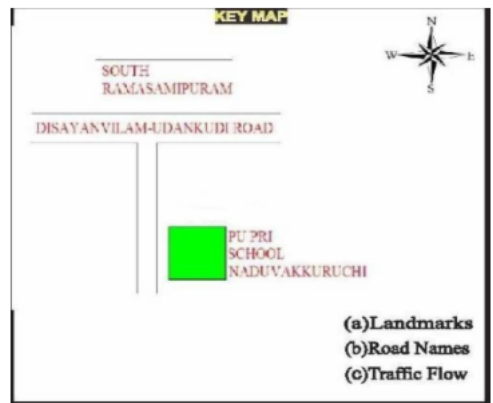 KEY MAP
N
W E
S
SOUTH
RAMASAMIPURAM
DISAYANVILAM-UDANKUDI ROAD
PU PRI
SCHOOL
NADUVAKKURUCHI
(a)Landmarks
(b)Road Names
(c)Traffic Flow